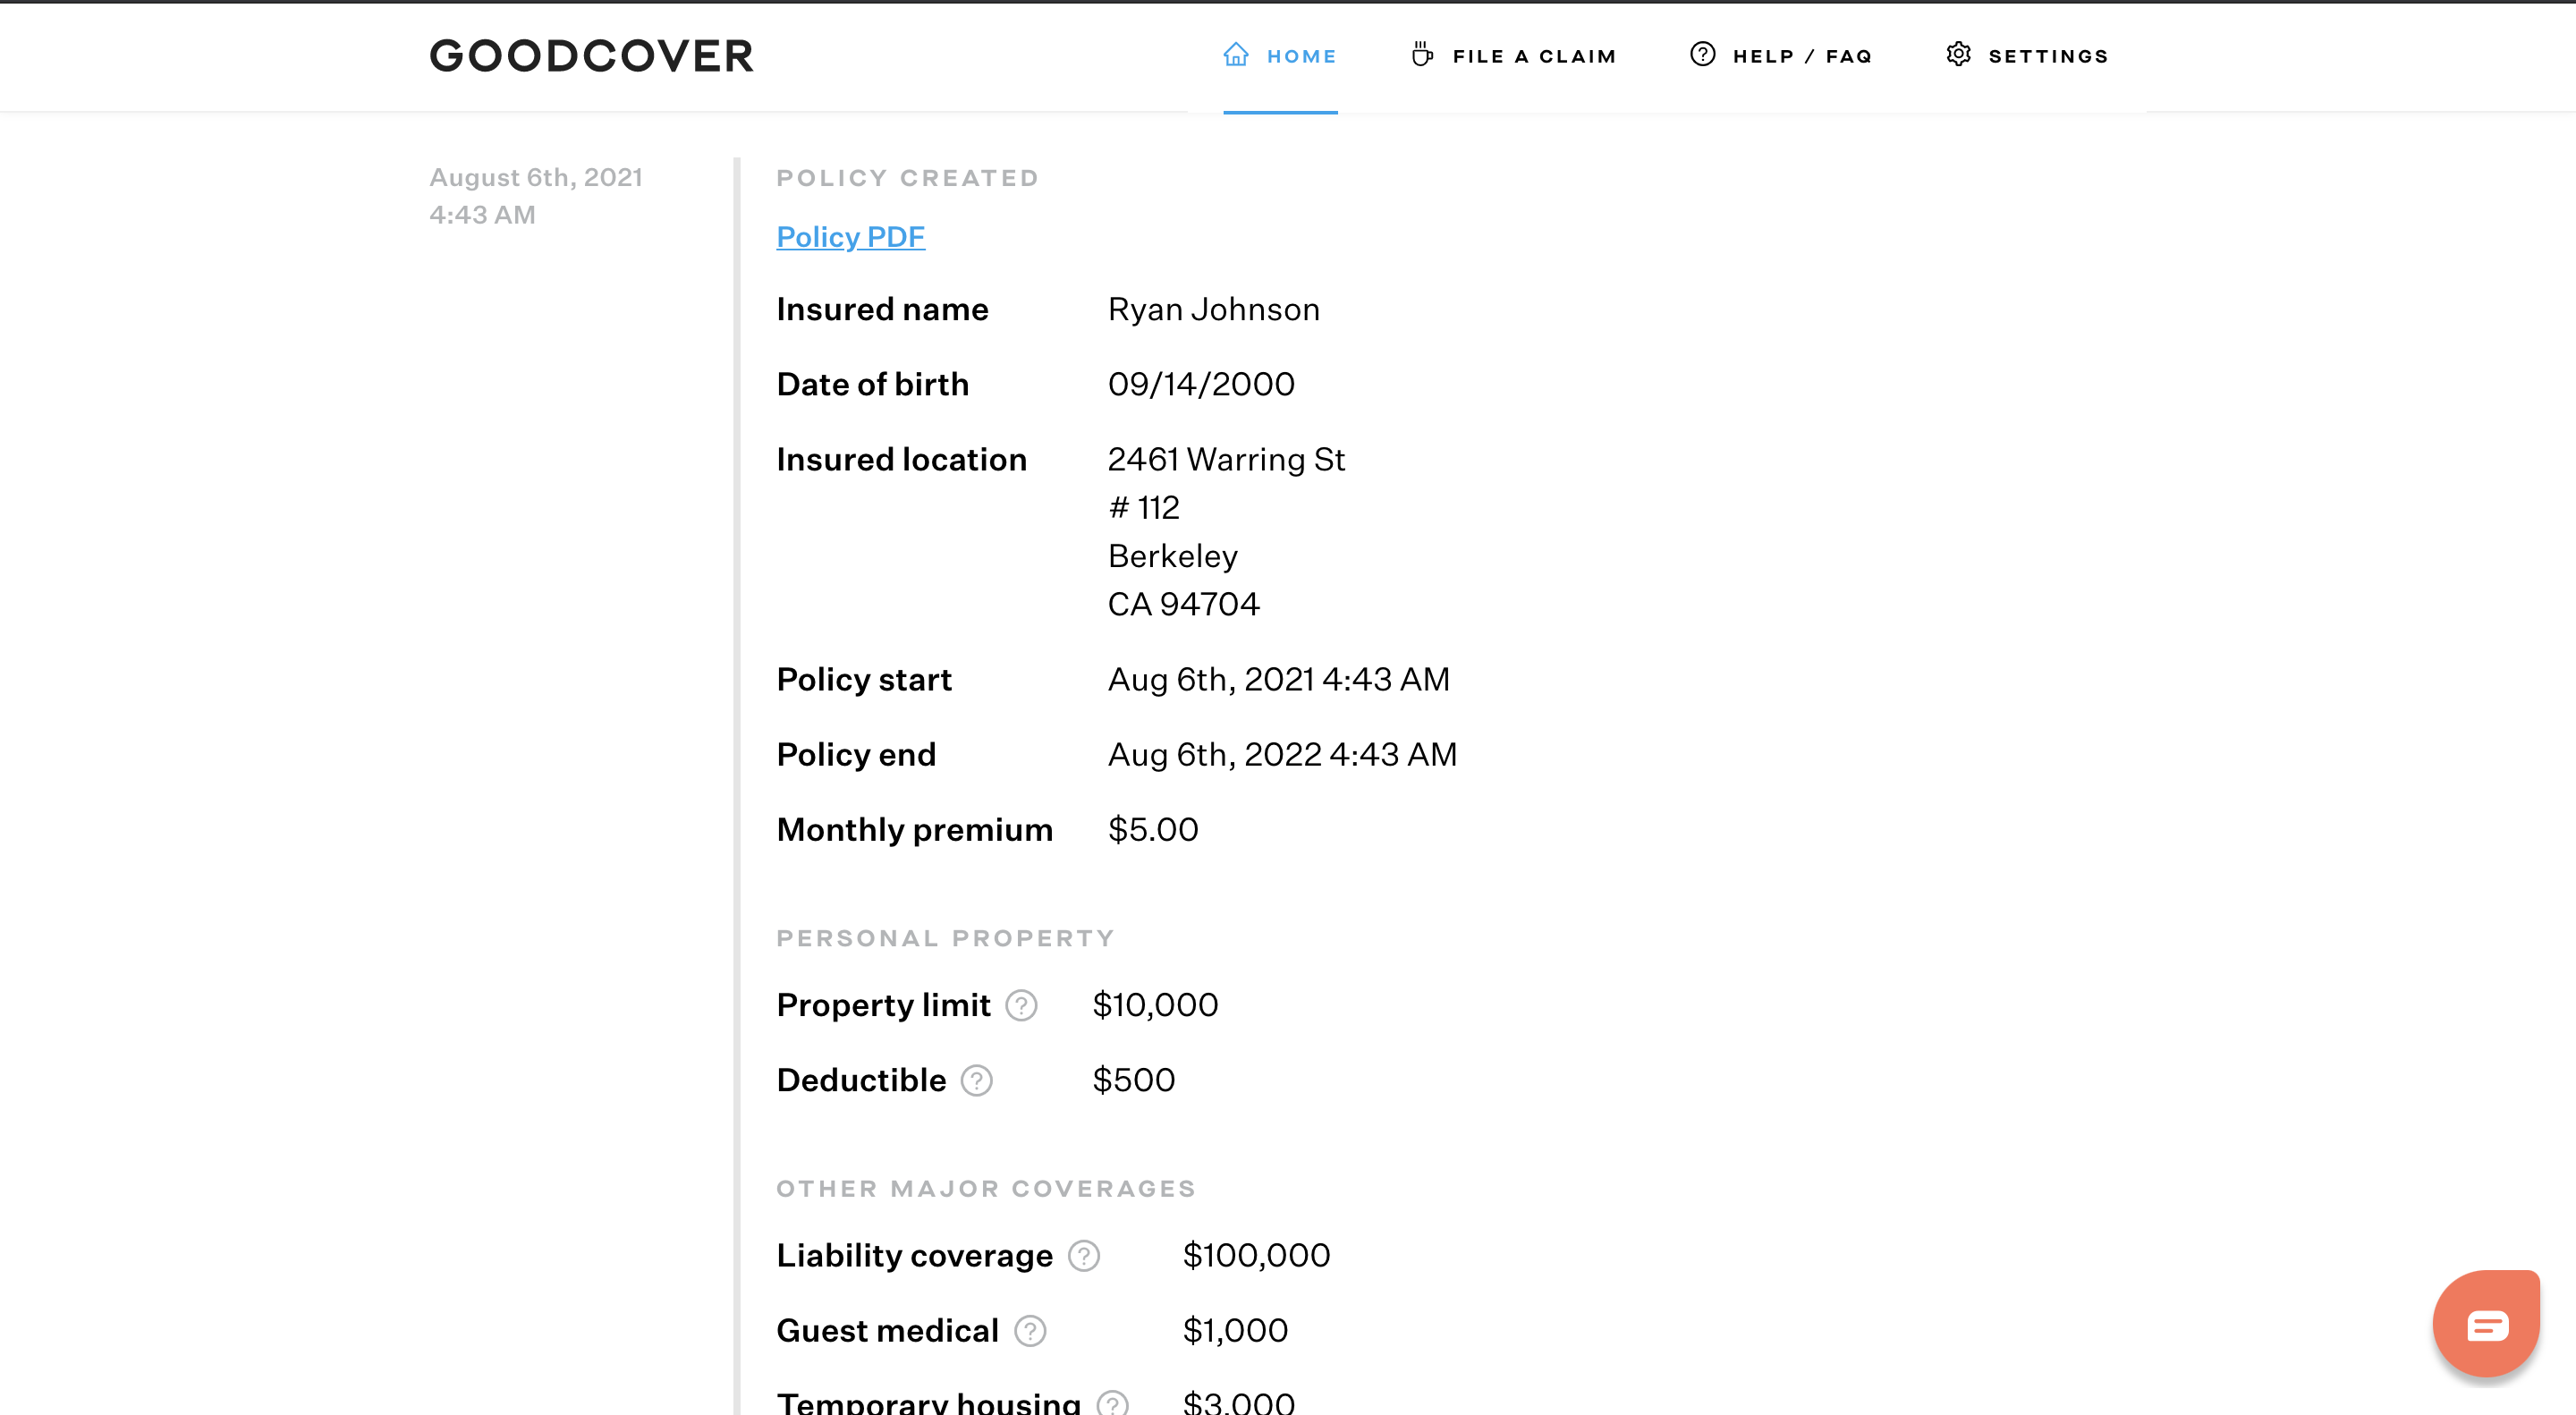 GOODCOVER
HOME
FILE A CLAIM
HELP / FAQ
SETTINGS
August 6th, 2021
4:43 AM
POLICY CREATED
Policy PDF
Insured name Ryan Johnson
Date of birth 09/14/2000
Insured location 2461 Warring St
# 112
Berkeley
CA 94704
Policy start Aug 6th, 2021 4:43 AM
Policy end Aug 6th, 2022 4:43 AM
Monthly premium $5.00
PERSONAL PROPERTY
Property limit ? $10,000
Deductible ? $500
OTHER MAJOR COVERAGES
Liability coverage ? $100,000
Guest medical ? $1,000
Temporary housing ? $3,000